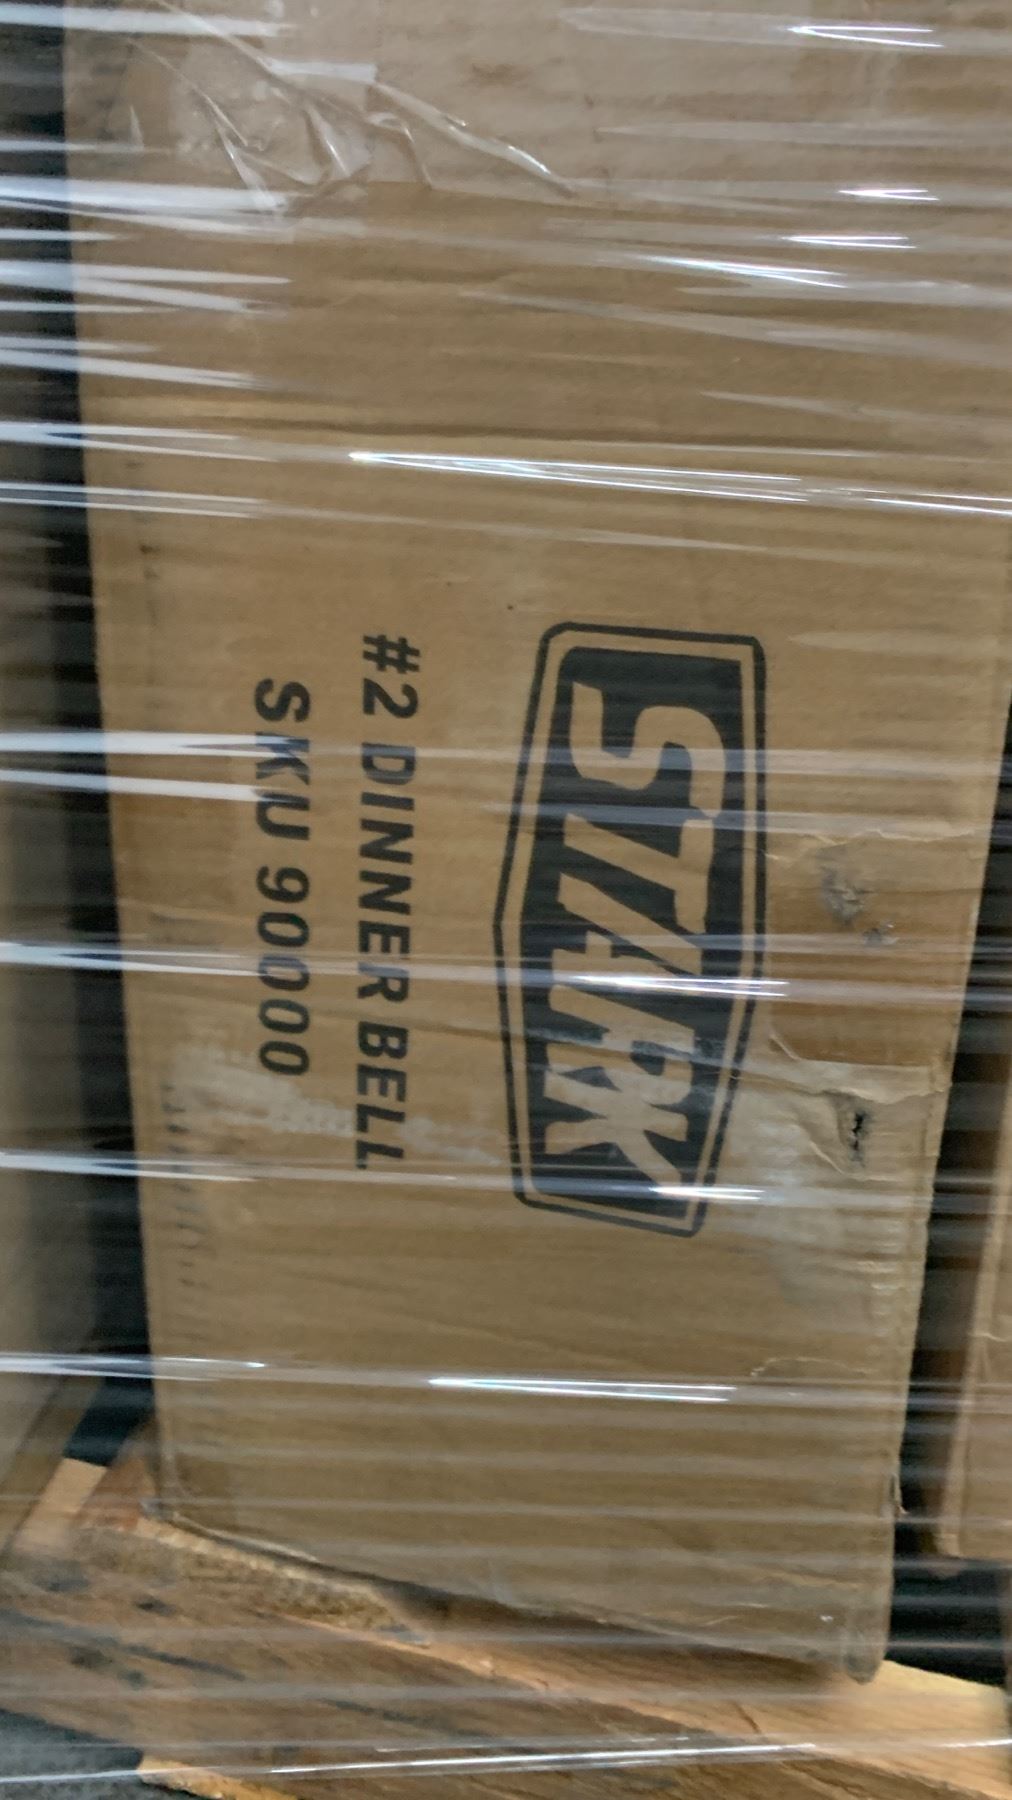 STARK
#2 DINNER BELL
SKU 90000